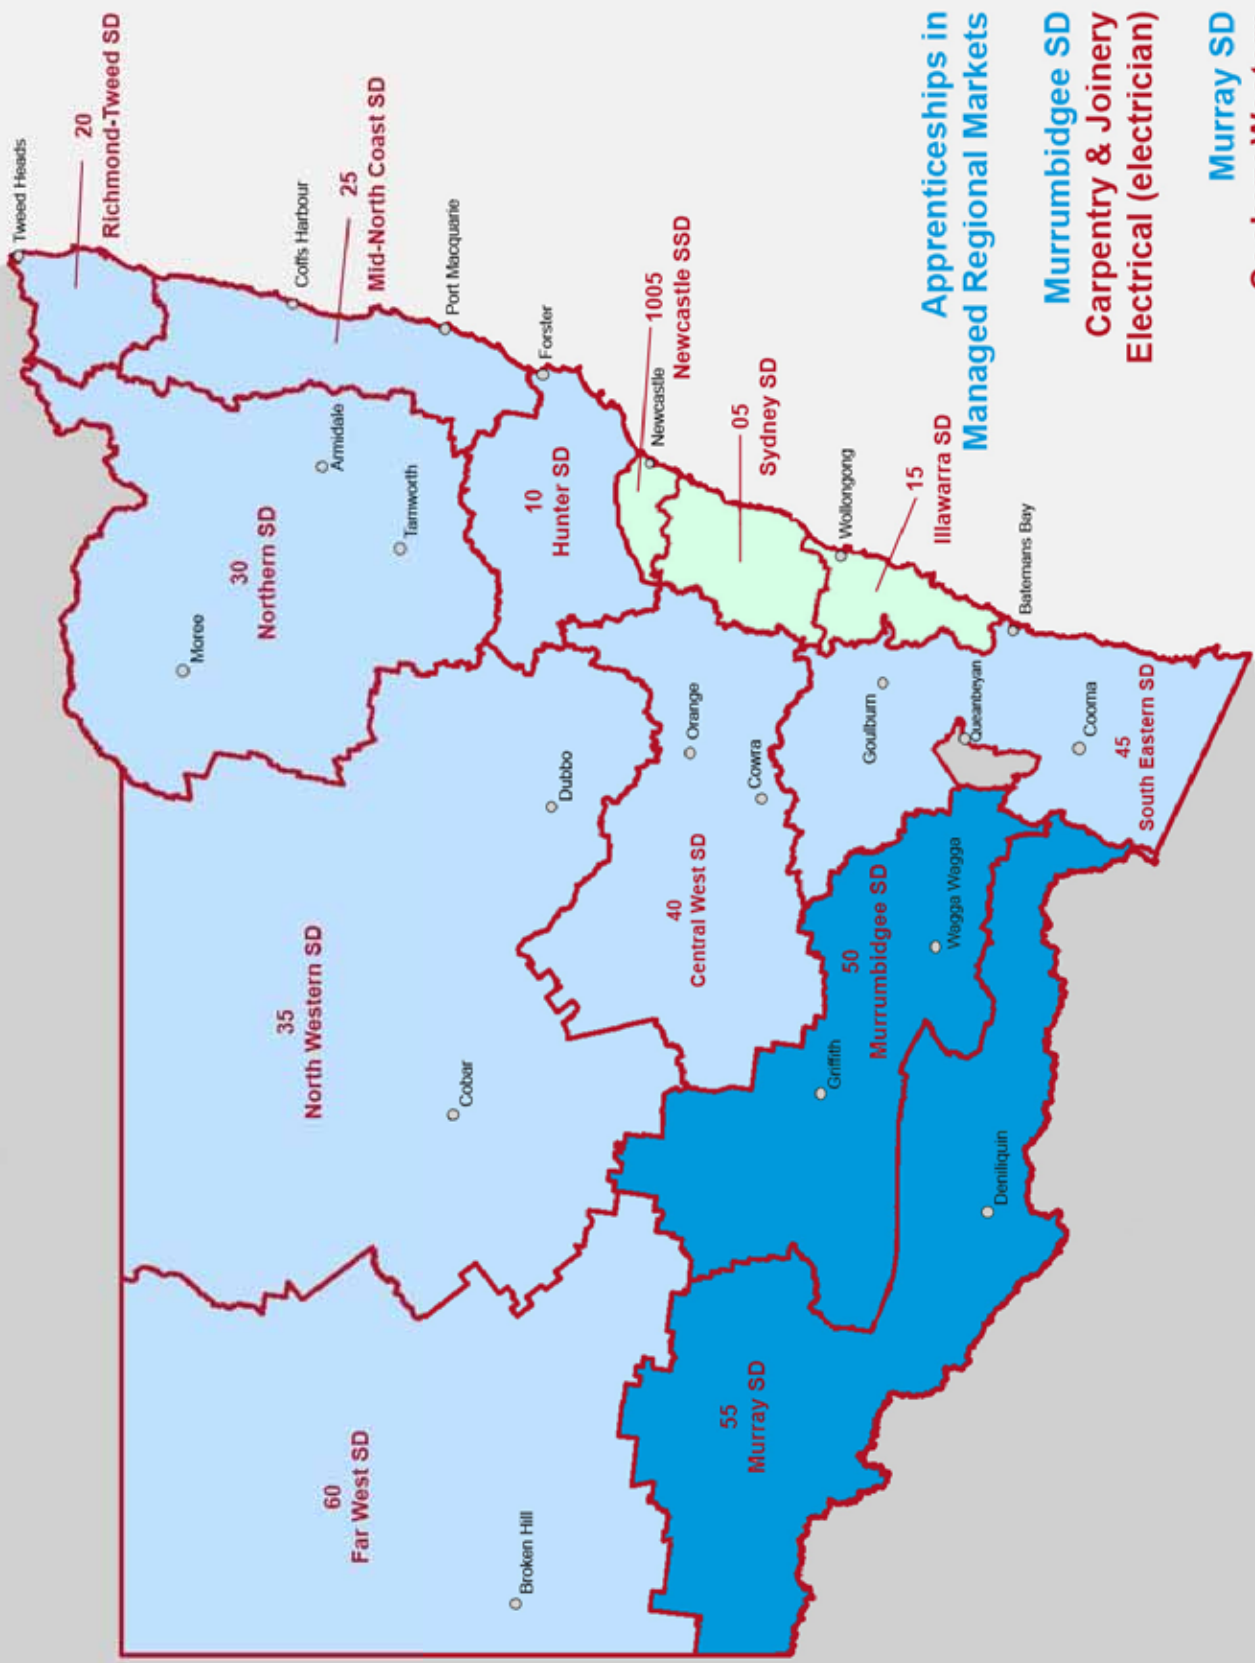 Tweed Heads
20
Richmond-Tweed SD
Coffs Harbour
25
Mid-North Coast SD
Port Macquarie
Forster
1005
Newcastle SSD
Newcastle
05
Sydney SD
Wollongong
15
Illawarra SD
Batemans Bay
Armidale
Tamworth
30
Northern SD
Moree
10
Hunter SD
Orange
Cowra
Goulburn
Queanbeyan
Cooma
45
South Eastern SD
Dubbo
40
Central West SD
35
North Western SD
Cobar
50
Murrumbidgee SD
Wagga Wagga
Griffith
Deniliquin
55
Murray SD
60
Far West SD
Broken Hill
Apprenticeships in
Managed Regional Markets
Murrumbidgee SD
Carpentry & Joinery
Electrical (electrician)
Murray SD